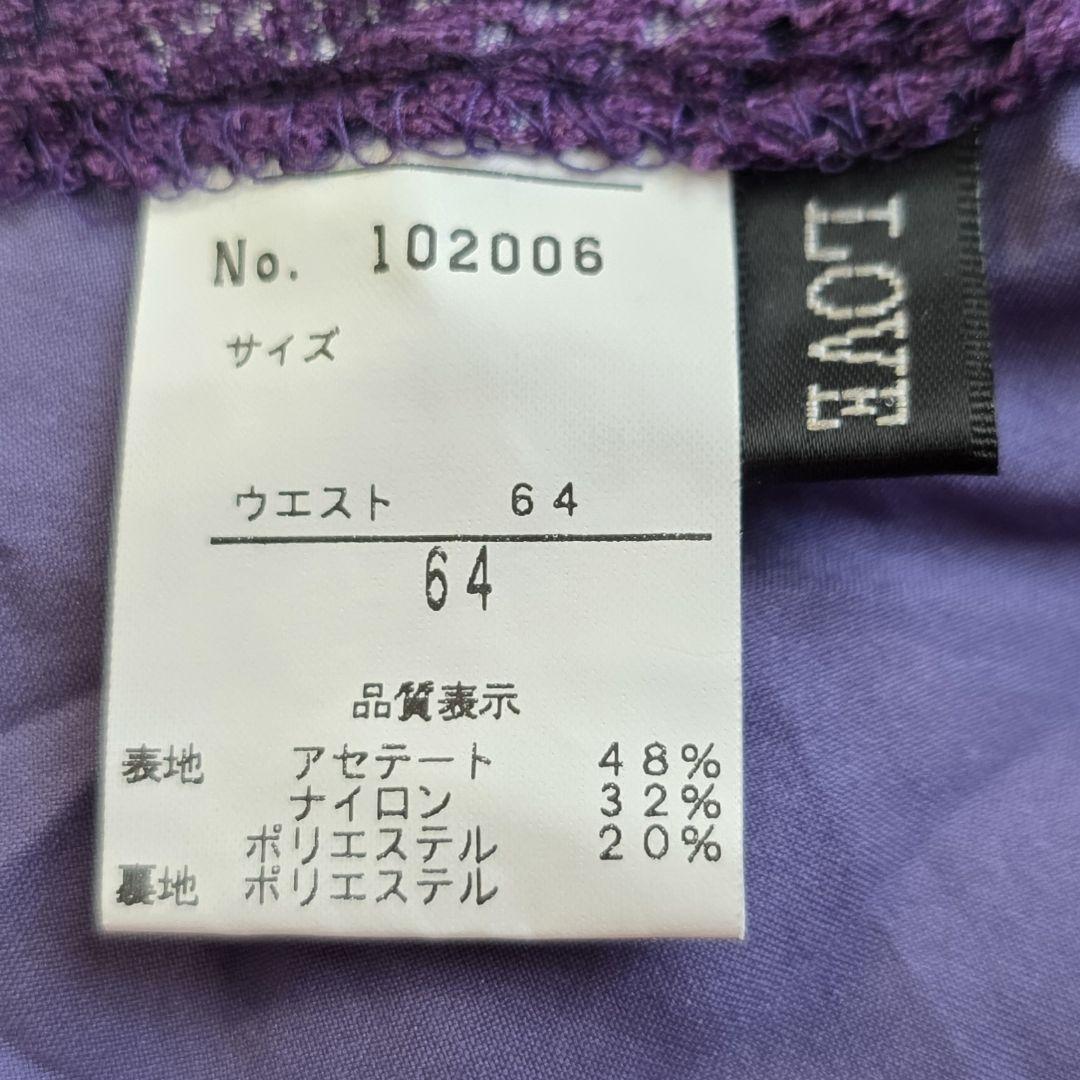 No. 102006
サイズ
ウエスト 64
64
品質表示
表地 アセテート 48%
ナイロン 32%
ポリエステル 20%
裏地 ポリエステル
LOVE